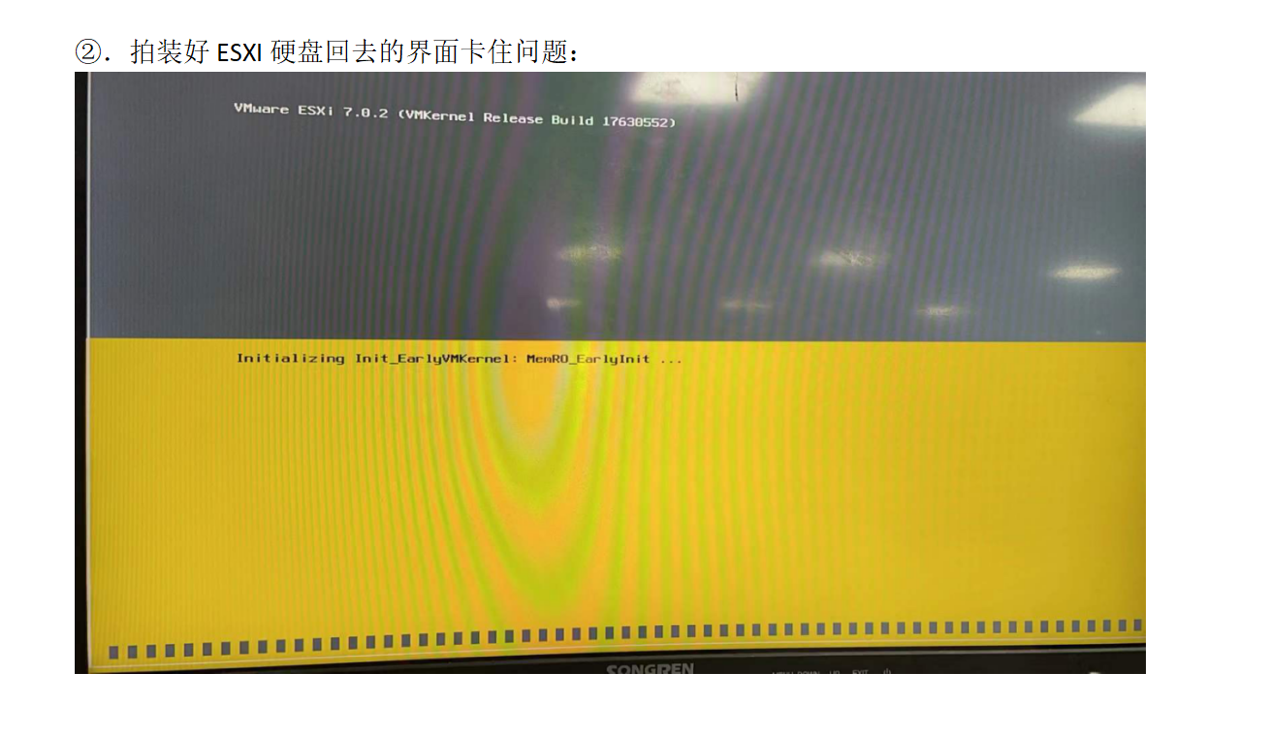 ②．拍装好 ESXI 硬盘回去的界面卡住问题：
VMware ESXi 7.0.2 (VMKernel Release Build 17630552)
Initializing Init_EarlyVMKernel: MemRO_EarlyInit ...
SONGREN
EXIT